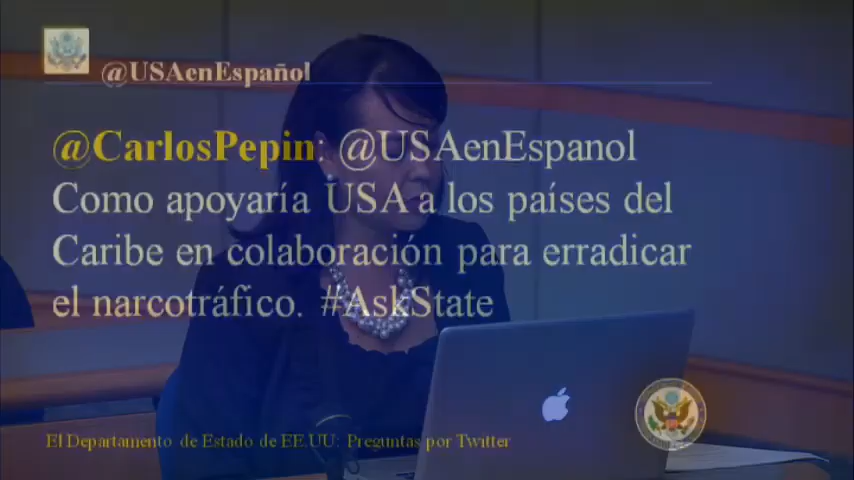 @USAenEspañol
@CarlosPepin: @USAenEspanol
Como apoyaría USA a los países del
Caribe en colaboración para erradicar
el narcotráfico. #AskState
El Departamento de Estado de EE.UU: Preguntas por Twitter